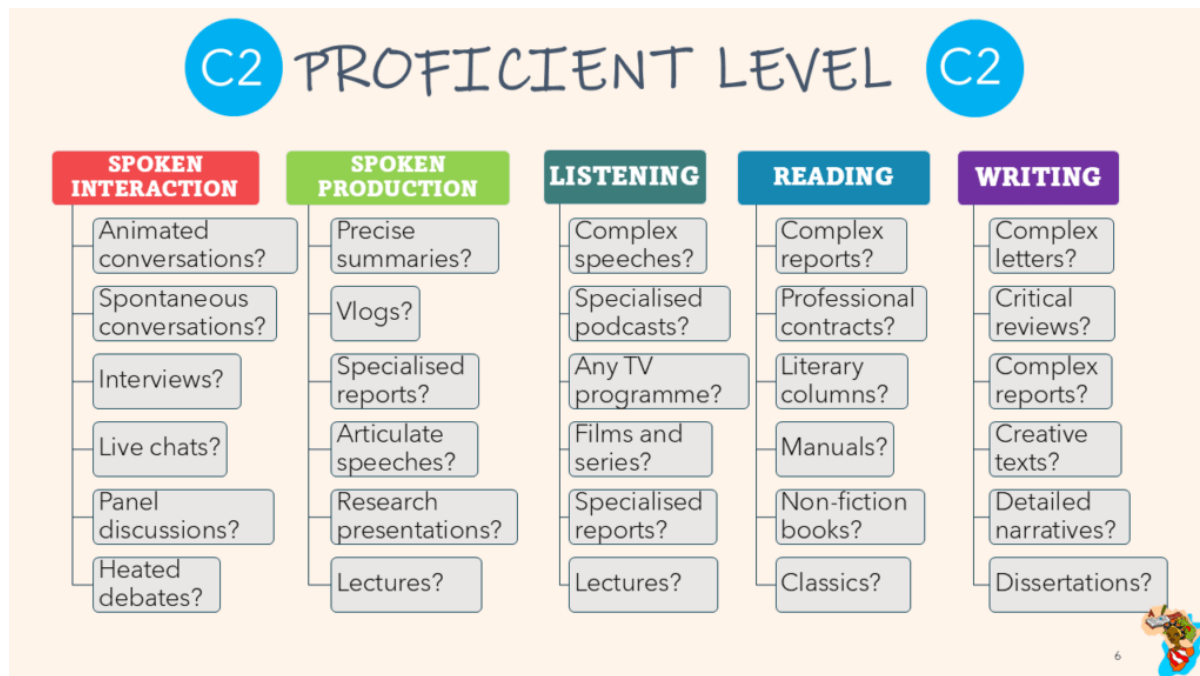 C2 PROFICIENT LEVEL C2
SPOKEN
INTERACTION
Animated
conversations?
Spontaneous
conversations?
Interviews?
Live chats?
Panel
discussions?
Heated
debates?
SPOKEN
PRODUCTION
Precise
summaries?
Vlogs?
Specialised
reports?
Articulate
speeches?
Research
presentations?
Lectures?
LISTENING
Complex
speeches?
Specialised
podcasts?
Any TV
programme?
Films and
series?
Specialised
reports?
Lectures?
READING
Complex
reports?
Professional
contracts?
Literary
columns?
Manuals?
Non-fiction
books?
Classics?
WRITING
Complex
letters?
Critical
reviews?
Complex
reports?
Creative
texts?
Detailed
narratives?
Dissertations?
6